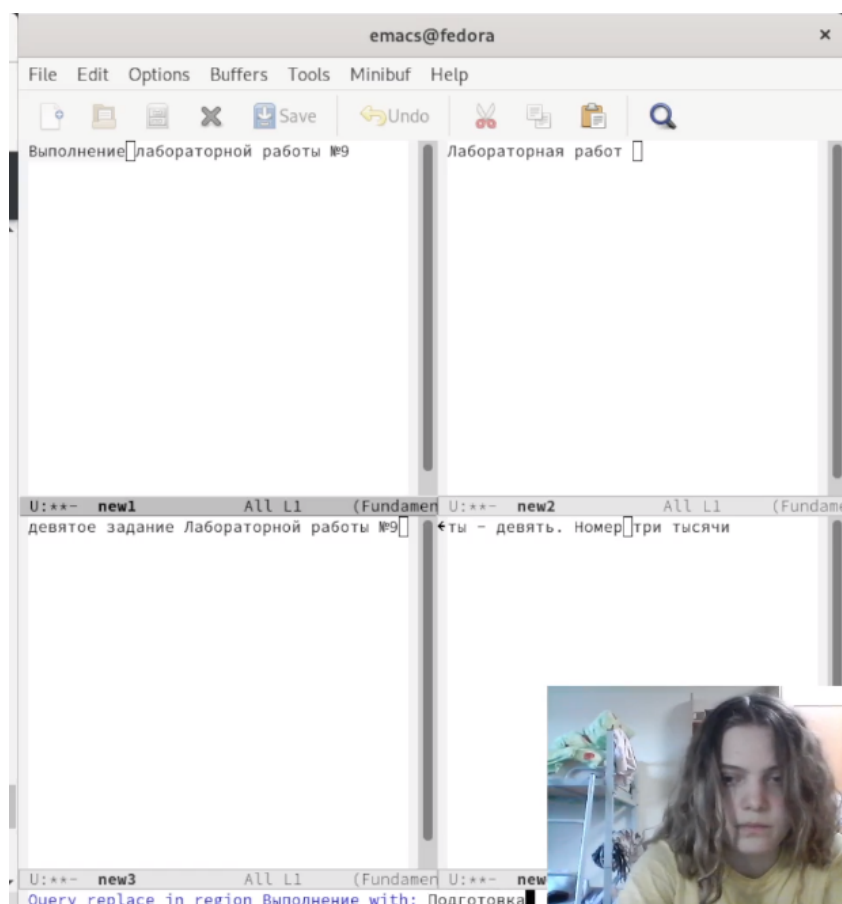 emacs@fedora ×
File Edit Options Buffers Tools Minibuf Help
Save Undo
Выполнение лабораторной работы №9
Лабораторная работ
U:**- new1 All L1 (Fundamen
U:**- new2 All L1 (Fundame
девятое задание Лабораторной работы №9
ты - девять. Номер три тысячи
U:**- new3 All L1 (Fundamen
U:**- new
Query replace in region Выполнение with: Подготовка